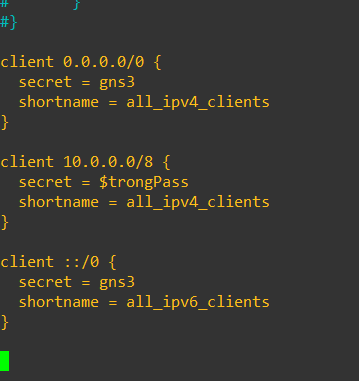 #       }
#}
client 0.0.0.0/0 {
  secret = gns3
  shortname = all_ipv4_clients
}
client 10.0.0.0/8 {
  secret = $trongPass
  shortname = all_ipv4_clients
}
client ::/0 {
  secret = gns3
  shortname = all_ipv6_clients
}